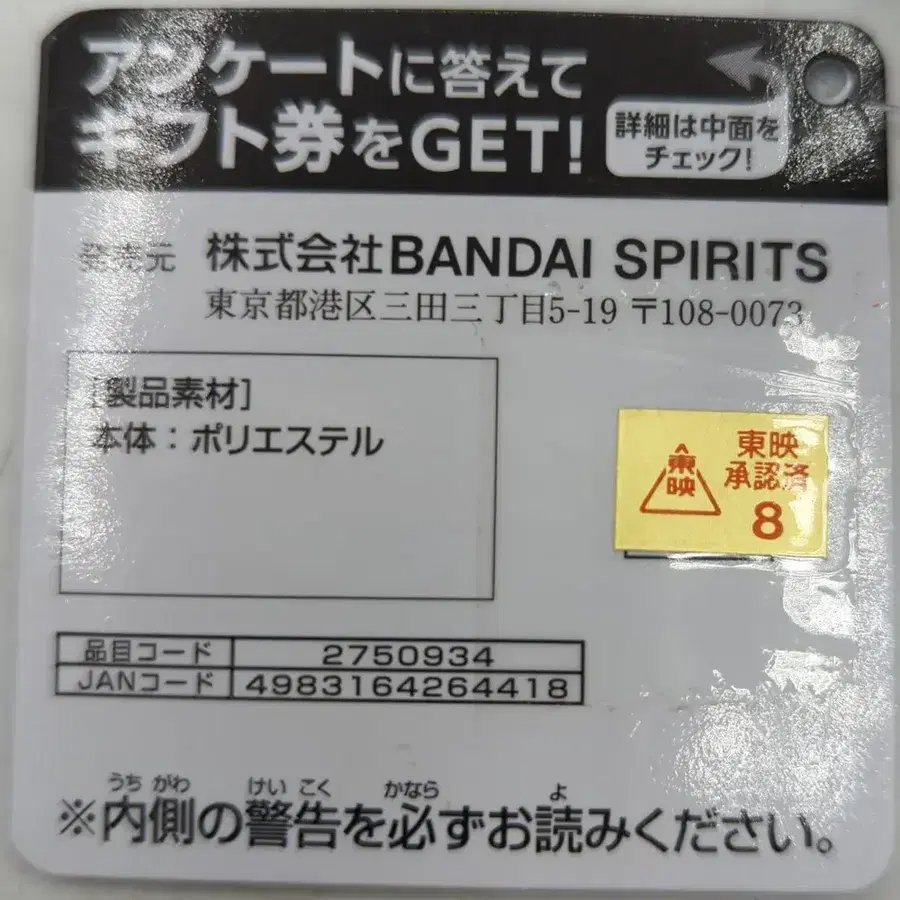 アンケートに答えて
ギフト券をGET!
詳細は中面を
チェック!
発売元 株式会社BANDAI SPIRITS
東京都港区三田三丁目5-19 〒108-0073
[製品素材]
本体：ポリエステル
東映
東映
承認済
8
品目コード 2750934
JANコード 4983164264418
うち がわ けい こく かなら よ
※内側の警告を必ずお読みください。